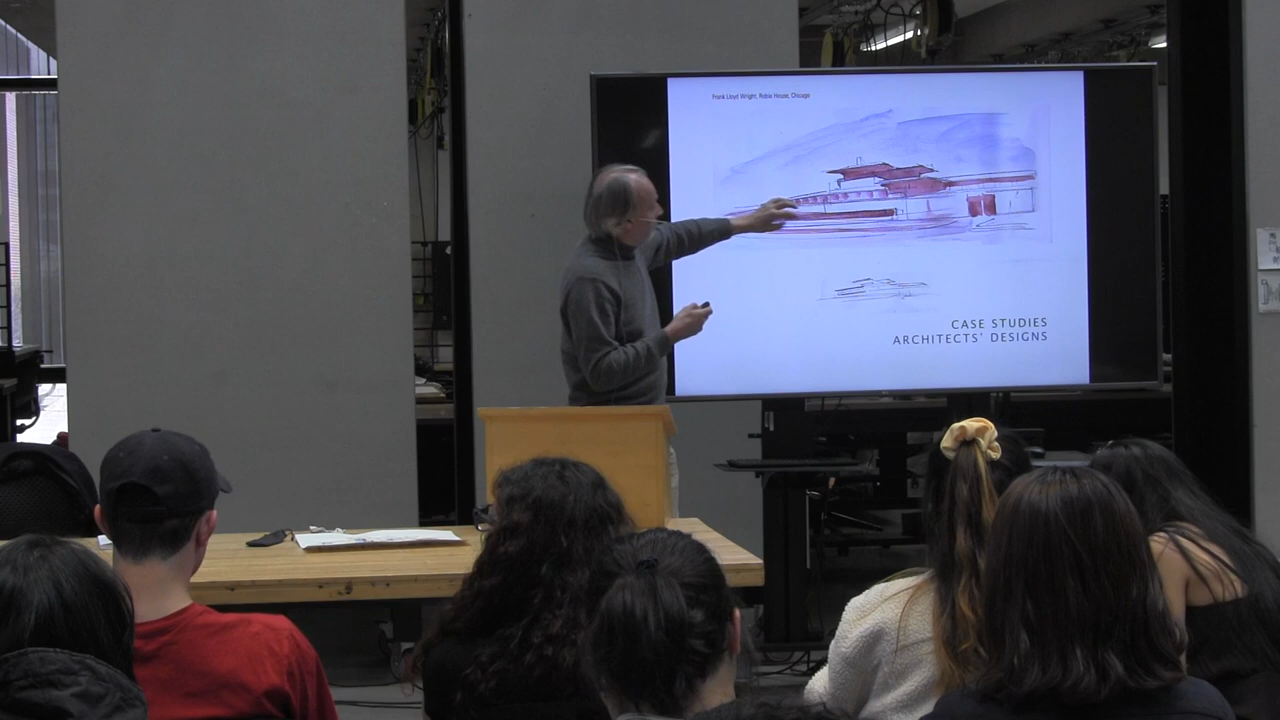 Frank Lloyd Wright, Robie House, Chicago
CASE STUDIES
ARCHITECTS' DESIGNS